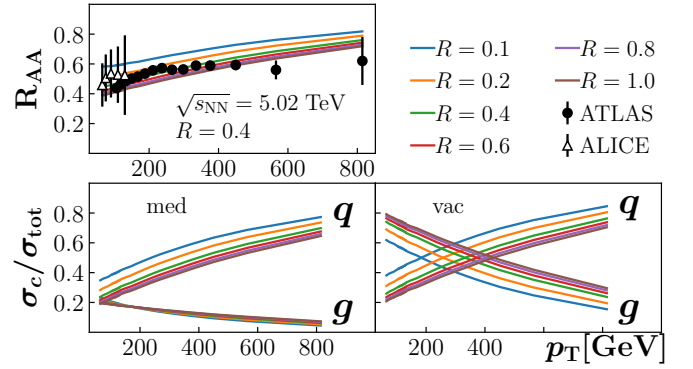 R_AA
0.8
0.6
0.4
0.2
√s_NN = 5.02 TeV
R = 0.4
200 400 600 800
R = 0.1
R = 0.2
R = 0.4
R = 0.6
R = 0.8
R = 1.0
ATLAS
ALICE
σ_c/σ_tot
0.8
0.6
0.4
0.2
med
q
g
200 400 600 800
vac
q
g
200 400
p_T[GeV]